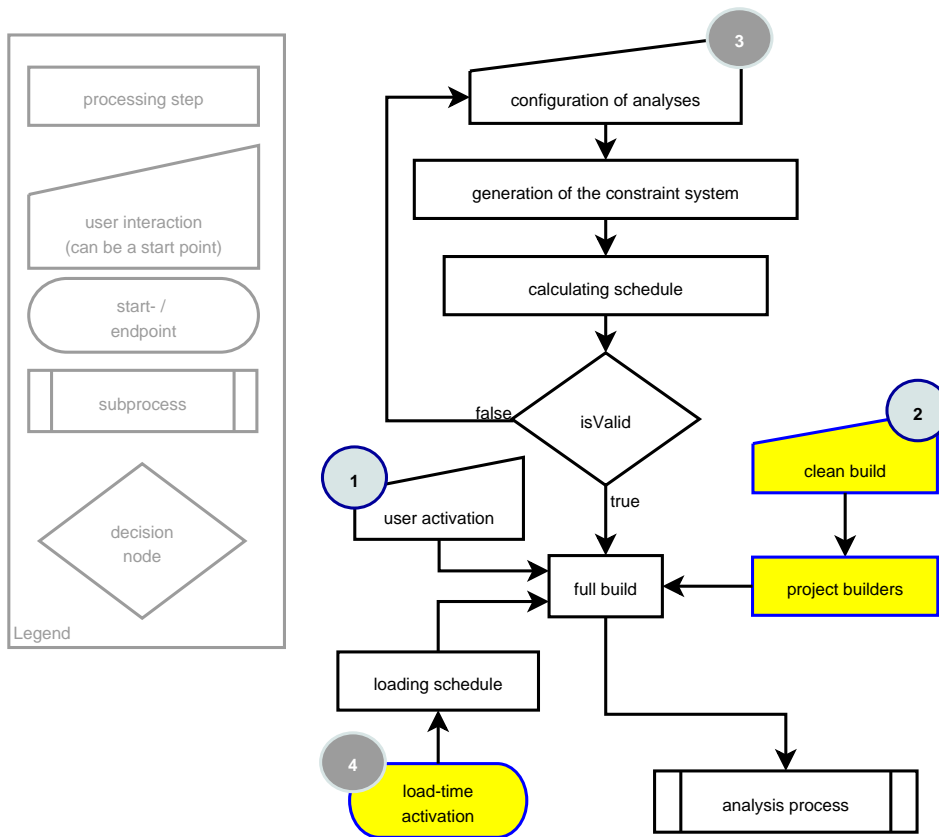 processing step
user interaction
(can be a start point)
start- /
endpoint
subprocess
decision
node
Legend
3
configuration of analyses
generation of the constraint system
calculating schedule
isValid
false
true
2
clean build
project builders
1
user activation
full build
loading schedule
4
load-time
activation
analysis process